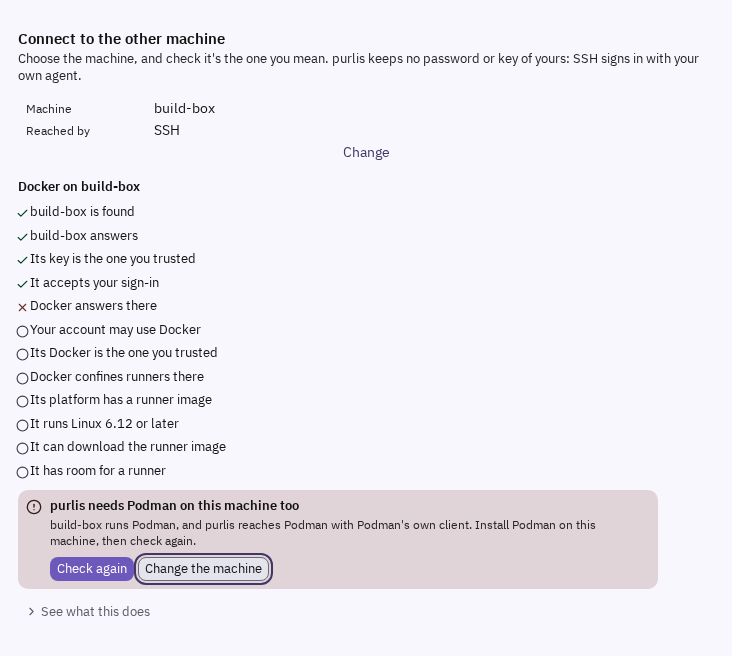 Connect to the other machine
Choose the machine, and check it's the one you mean. purlis keeps no password or key of yours: SSH signs in with your
own agent.
Machine build-box
Reached by SSH
Change
Docker on build-box
build-box is found
build-box answers
Its key is the one you trusted
It accepts your sign-in
Docker answers there
Your account may use Docker
Its Docker is the one you trusted
Docker confines runners there
Its platform has a runner image
It runs Linux 6.12 or later
It can download the runner image
It has room for a runner
purlis needs Podman on this machine too
build-box runs Podman, and purlis reaches Podman with Podman's own client. Install Podman on this
machine, then check again.
Check again Change the machine
See what this does